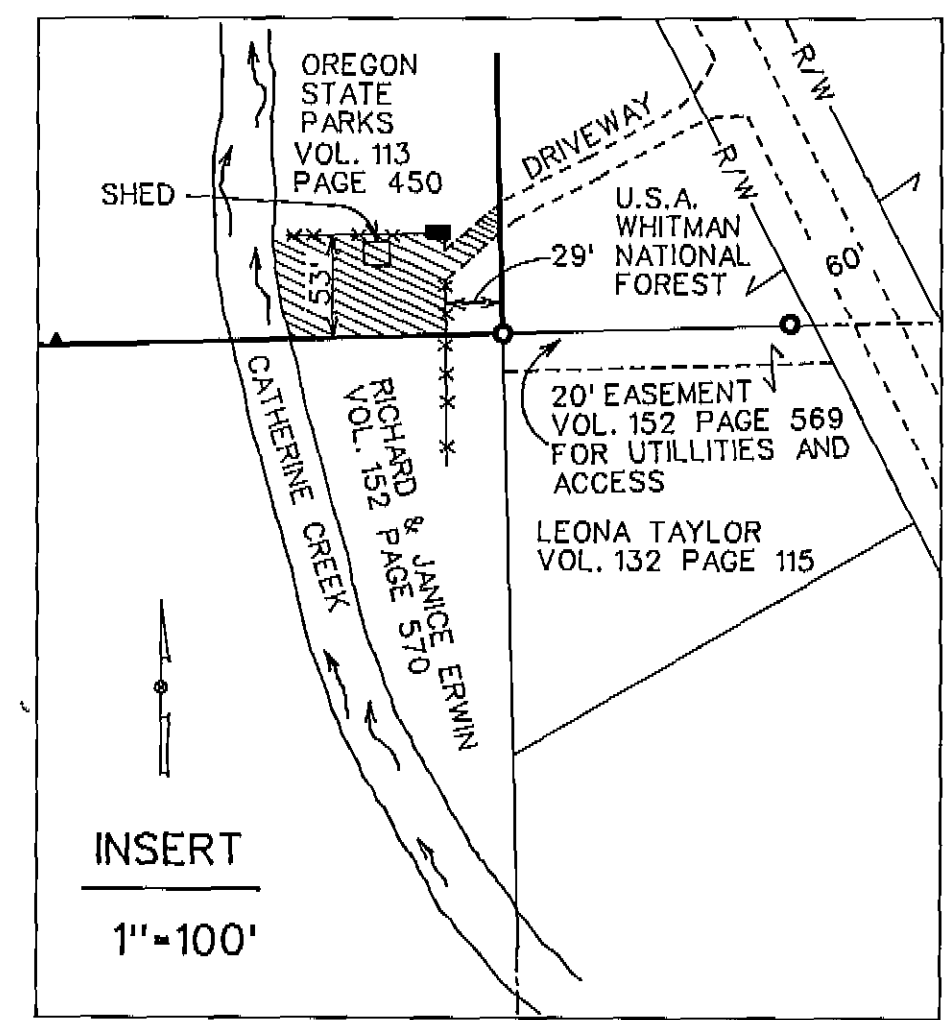 OREGON
STATE
PARKS
VOL. 113
PAGE 450
SHED
DRIVEWAY
R/W
R/W
U.S.A.
WHITMAN
NATIONAL
FOREST
29'
53'
60'
20' EASEMENT
VOL. 152 PAGE 569
FOR UTILLITIES AND
ACCESS
CATHERINE CREEK
RICHARD & JANICE ERWIN
VOL. 152 PAGE 570
LEONA TAYLOR
VOL. 132 PAGE 115
INSERT
1"=100'